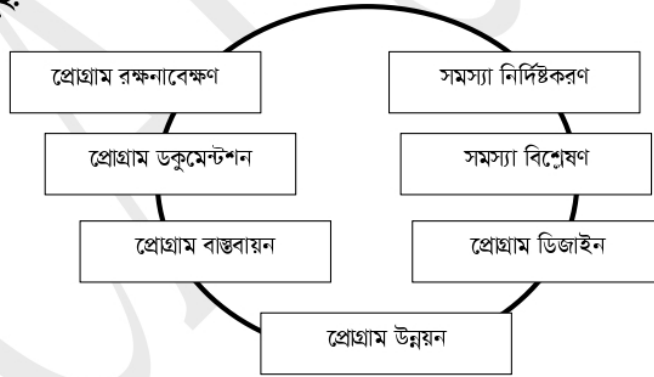 প্রোগ্রাম রক্ষনাবেক্ষণ
সমস্যা নির্দিষ্টকরণ
প্রোগ্রাম ডকুমেন্টশন
সমস্যা বিশ্লেষণ
প্রোগ্রাম বাস্তবায়ন
প্রোগ্রাম ডিজাইন
প্রোগ্রাম উন্নয়ন